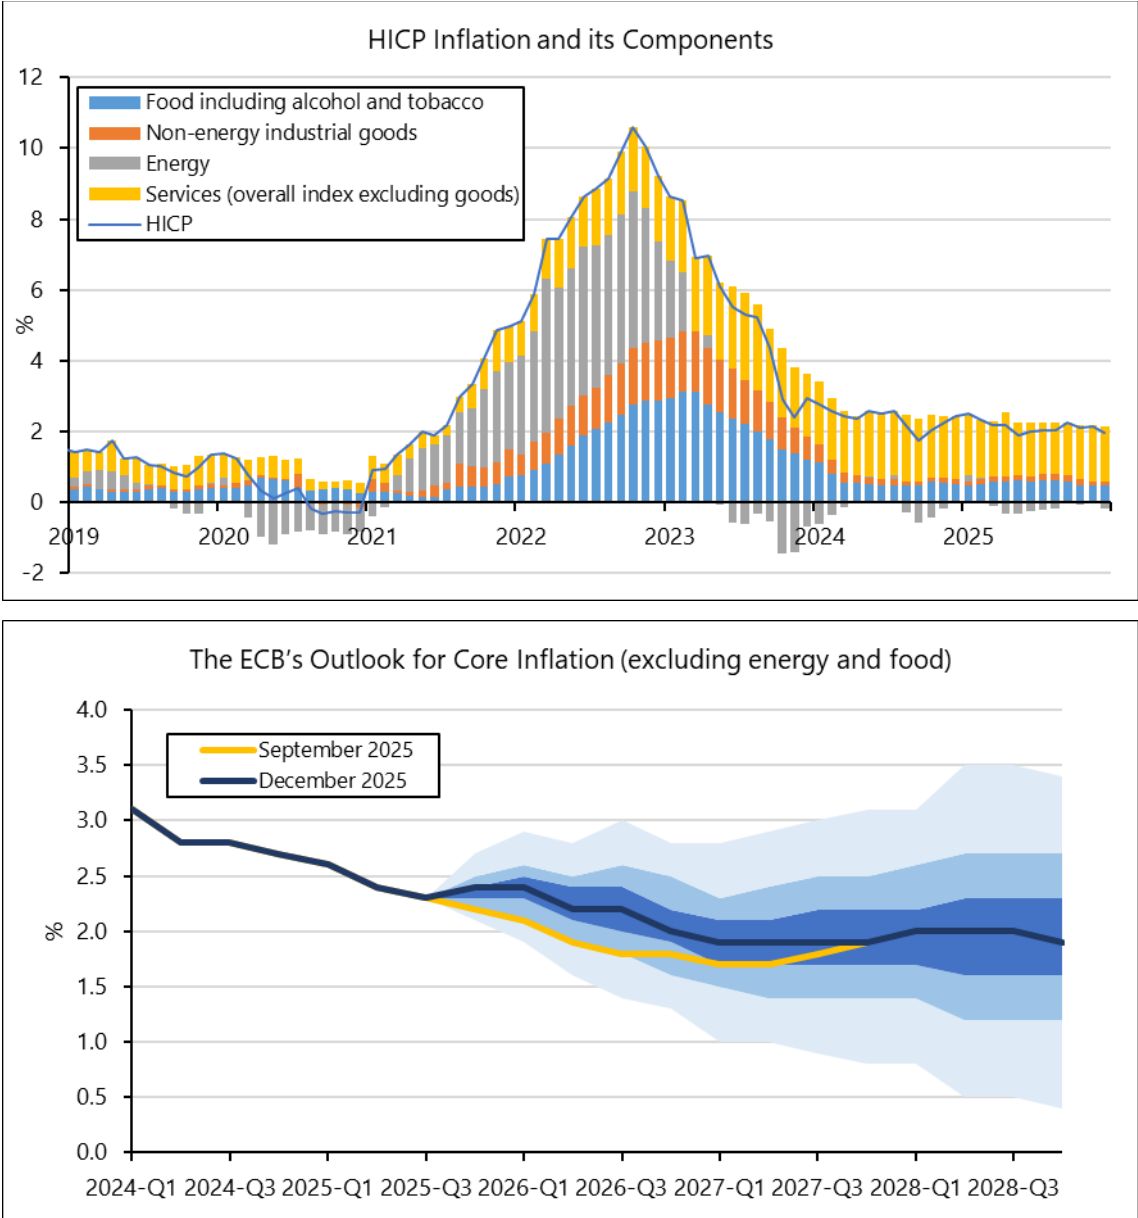 HICP Inflation and its Components
12
10
8
6
4
2
0
-2
%
Food including alcohol and tobacco
Non-energy industrial goods
Energy
Services (overall index excluding goods)
HICP
2019 2020 2021 2022 2023 2024 2025
The ECB’s Outlook for Core Inflation (excluding energy and food)
4.0
3.5
3.0
2.5
2.0
1.5
1.0
0.5
0.0
%
September 2025
December 2025
2024-Q1 2024-Q3 2025-Q1 2025-Q3 2026-Q1 2026-Q3 2027-Q1 2027-Q3 2028-Q1 2028-Q3